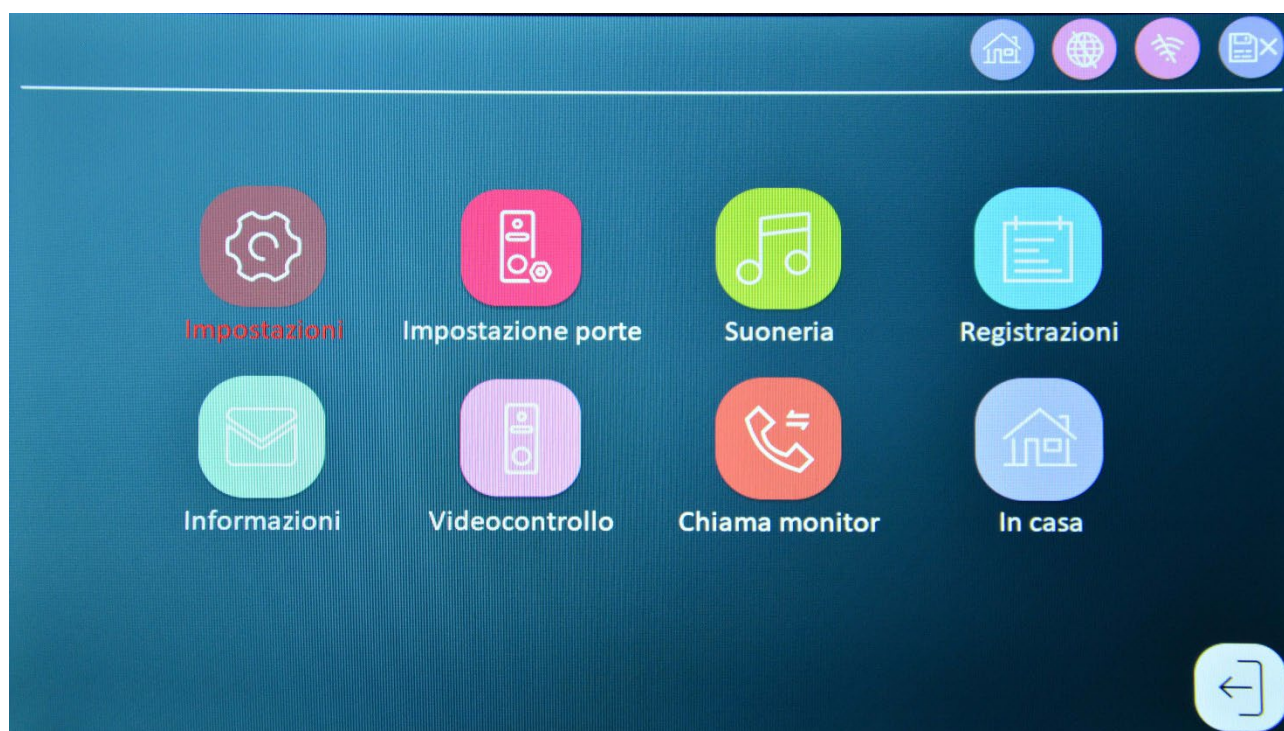 Impostazioni
Impostazione porte
Suoneria
Registrazioni
Informazioni
Videocontrollo
Chiama monitor
In casa